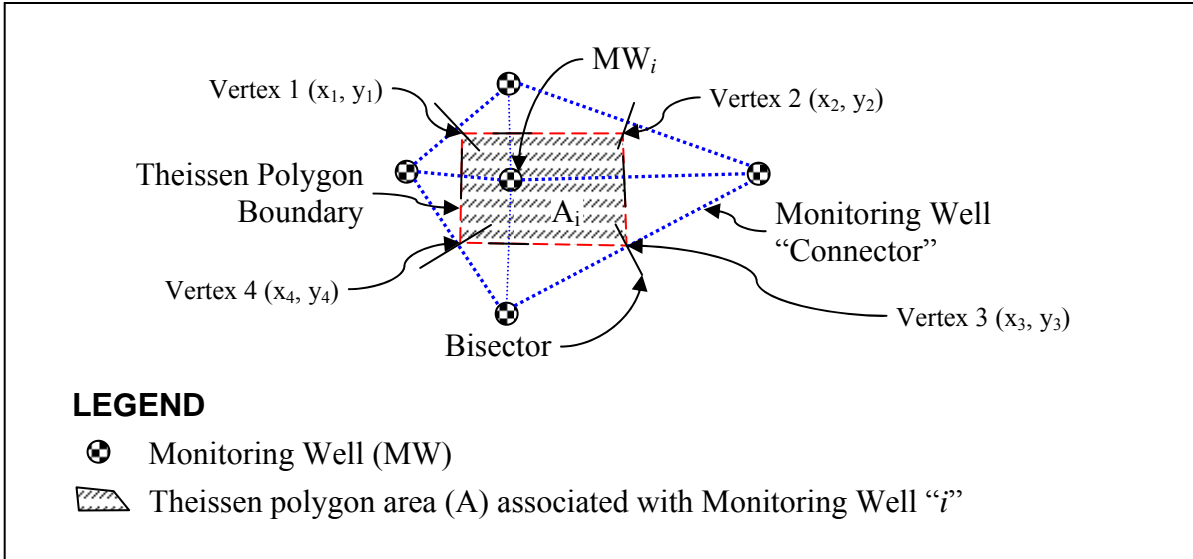 MWᵢ
Vertex 1 (x₁, y₁)
Vertex 2 (x₂, y₂)
Theissen Polygon
Boundary
Aᵢ
Monitoring Well
“Connector”
Vertex 4 (x₄, y₄)
Vertex 3 (x₃, y₃)
Bisector
LEGEND
Monitoring Well (MW)
Theissen polygon area (A) associated with Monitoring Well “i”